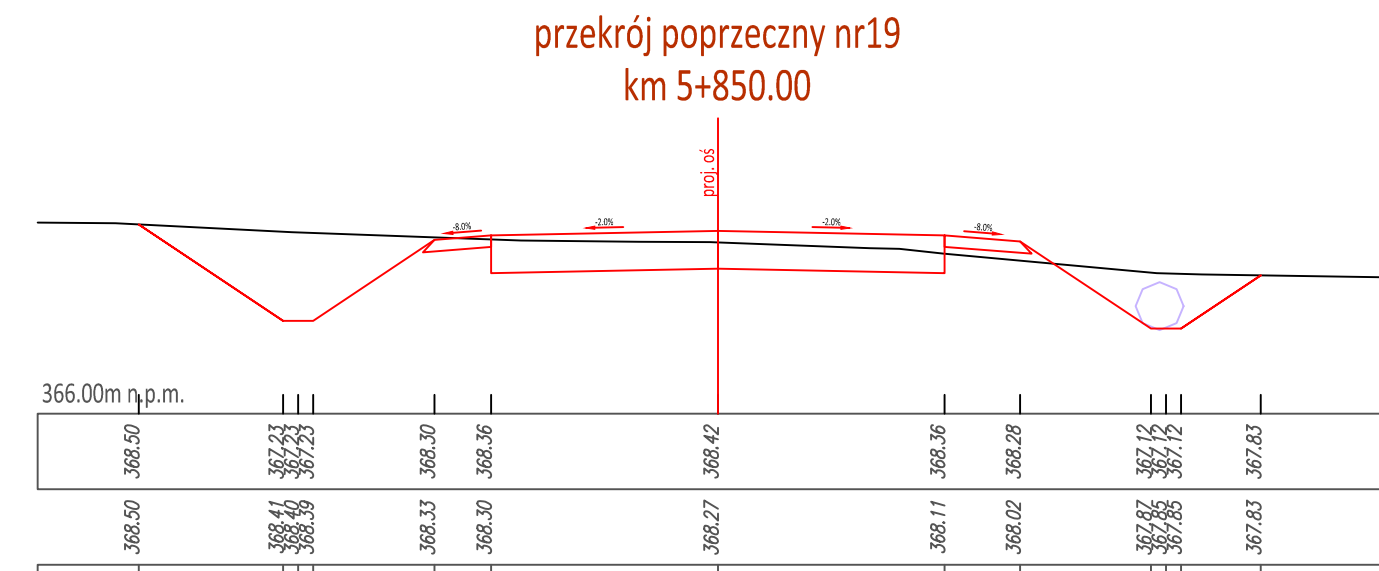 przekrój poprzeczny nr19
km 5+850.00
proj. oś
-8.0% -2.0% -2.0% -8.0%
366.00m n.p.m.
368.50 367.23 367.23 367.23 368.30 368.36 368.42 368.36 368.28 367.12 367.12 367.12 367.83
368.50 368.41 368.40 368.39 368.33 368.30 368.27 368.11 368.02 367.87 367.85 367.85 367.83